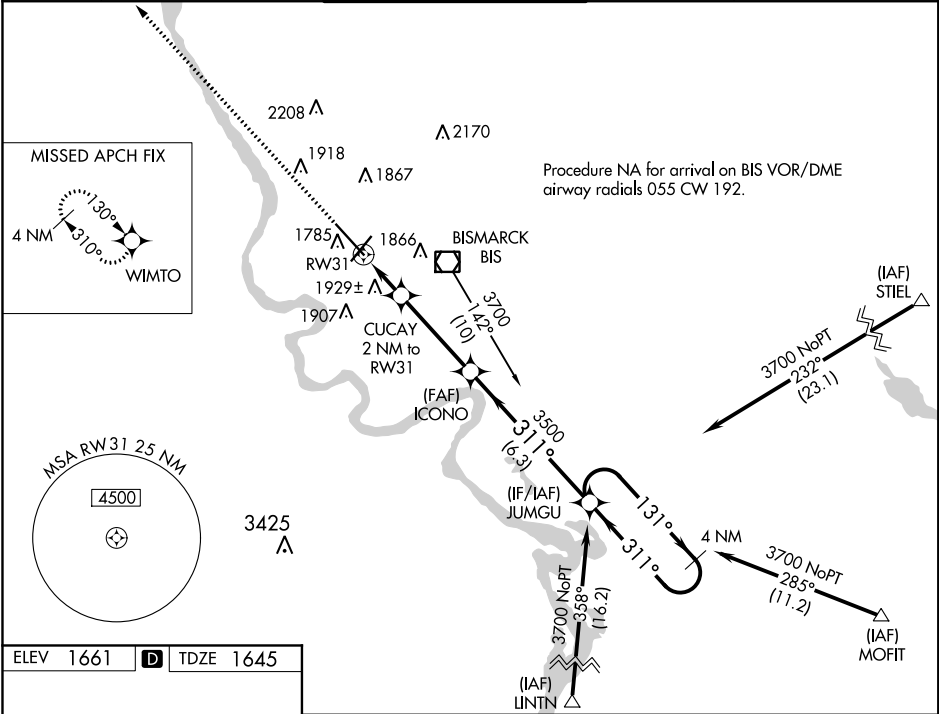 2208
2170
1918
1867
Procedure NA for arrival on BIS VOR/DME
airway radials 055 CW 192.
MISSED APCH FIX
130°
310°
4 NM
WIMTO
1785
RW31
1866
BISMARCK
BIS
1929±
1907
CUCAY
2 NM to
RW31
3700
142°
(10)
(IAF)
STIEL
3700 NoPT
232°
(23.1)
(FAF)
ICONO
3500
311°
(6.3)
MSA RW31 25 NM
4500
3425
(IF/IAF)
JUMGU
131°
311°
4 NM
3700 NoPT
285°
(11.2)
(IAF)
MOFIT
3700 NoPT
358°
(16.2)
(IAF)
LINTN
ELEV 1661 D TDZE 1645